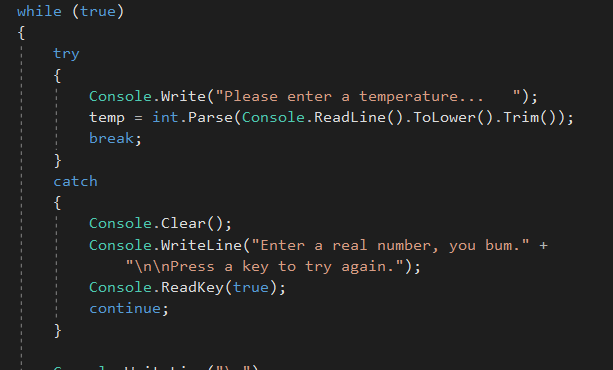 while (true)
{
try
{
Console.Write("Please enter a temperature...   ");
temp = int.Parse(Console.ReadLine().ToLower().Trim());
break;
}
catch
{
Console.Clear();
Console.WriteLine("Enter a real number, you bum." +
"\n\nPress a key to try again.");
Console.ReadKey(true);
continue;
}